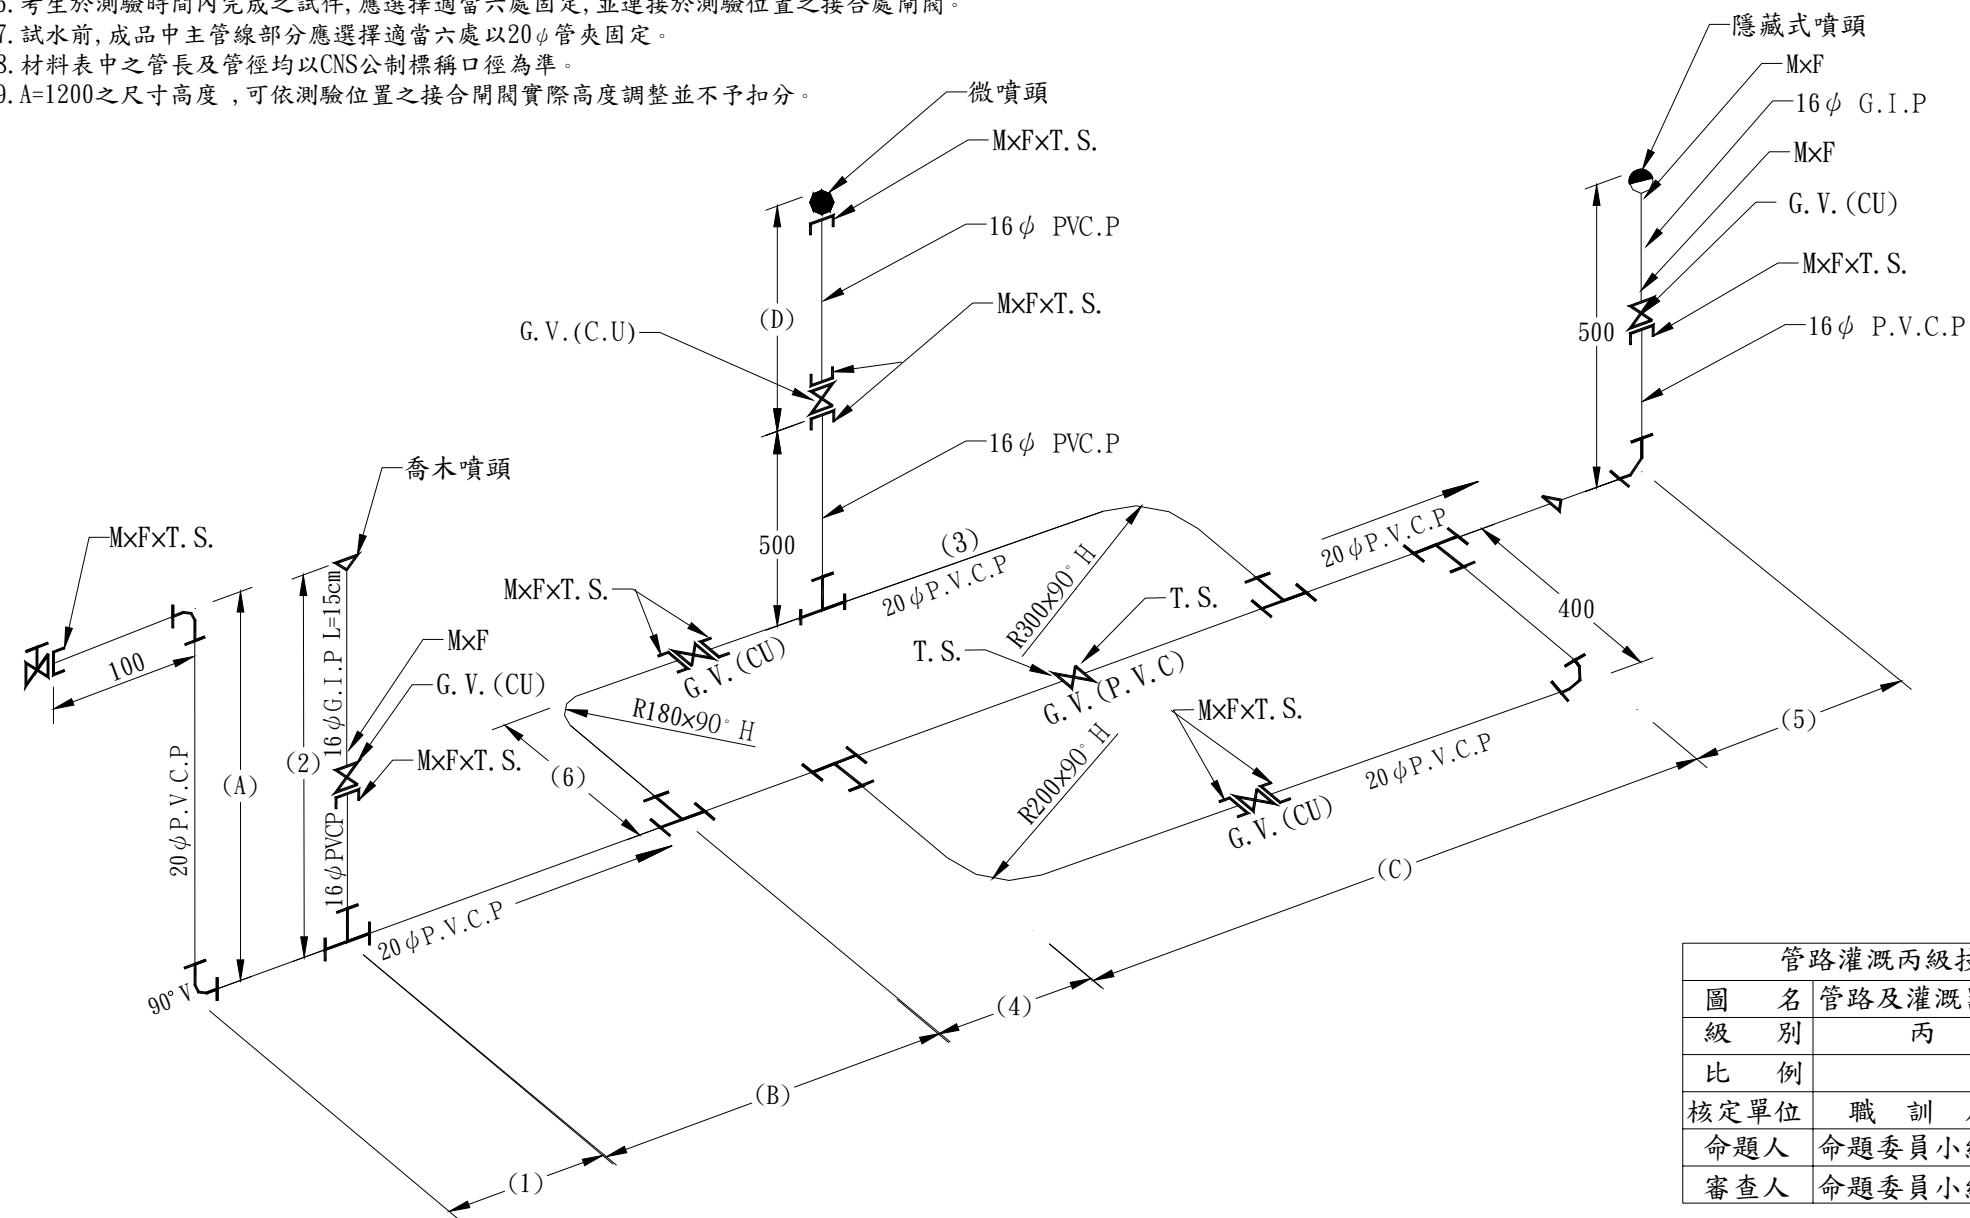 6.考生於測驗時間內完成之試件,應選擇適當六處固定,並連接於測驗位置之接合處閘閥。
7.試水前,成品中主管線部分應選擇適當六處以20φ管夾固定。
8.材料表中之管長及管徑均以CNS公制標稱口徑為準。
9.A=1200之尺寸高度 ,可依測驗位置之接合閘閥實際高度調整並不予扣分。
隱藏式噴頭
M×F
16φ G.I.P
M×F
G.V.(CU)
M×F×T.S.
16φ P.V.C.P
500
微噴頭
M×F×T.S.
16φ PVC.P
M×F×T.S.
(D)
G.V.(C.U)
16φ PVC.P
500
喬木噴頭
M×F×T.S.
100
20φP.V.C.P
(A)
(2)
16φG.I.P L=15cm
M×F
G.V.(CU)
M×F×T.S.
16φPVCP
90°V
20φP.V.C.P
M×F×T.S.
G.V.(CU)
R180×90°H
(6)
(3)
20φP.V.C.P
R300×90°H
T.S.
T.S.
G.V.(P.V.C)
20φP.V.C.P
400
M×F×T.S.
R200×90°H
G.V.(CU)
20φP.V.C.P
(5)
(C)
(4)
(B)
(1)
管路灌溉丙級技
圖 名 管路及灌溉
級 別 丙
比 例
核定單位 職 訓
命題人 命題委員小組
審查人 命題委員小組